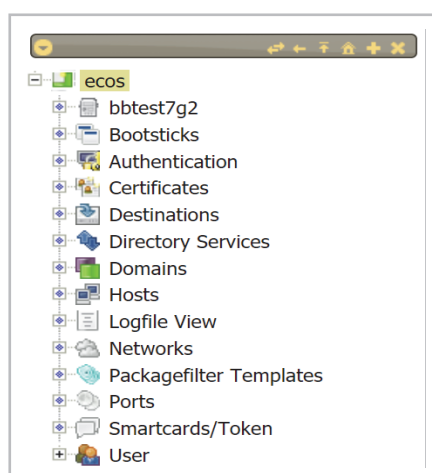 ecos
bbtest7g2
Bootsticks
Authentication
Certificates
Destinations
Directory Services
Domains
Hosts
Logfile View
Networks
Packagefilter Templates
Ports
Smartcards/Token
User